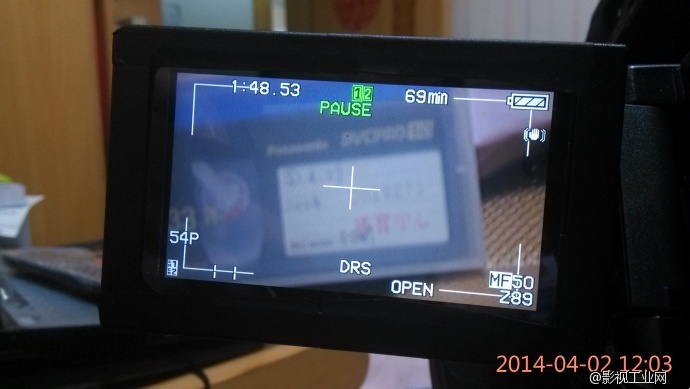 1:48.53
12
69min
PAUSE
Panasonic DVCPRO HD
54P
DRS
MF50
OPEN
Z89
2014-04-02 12:03
@影视工业网